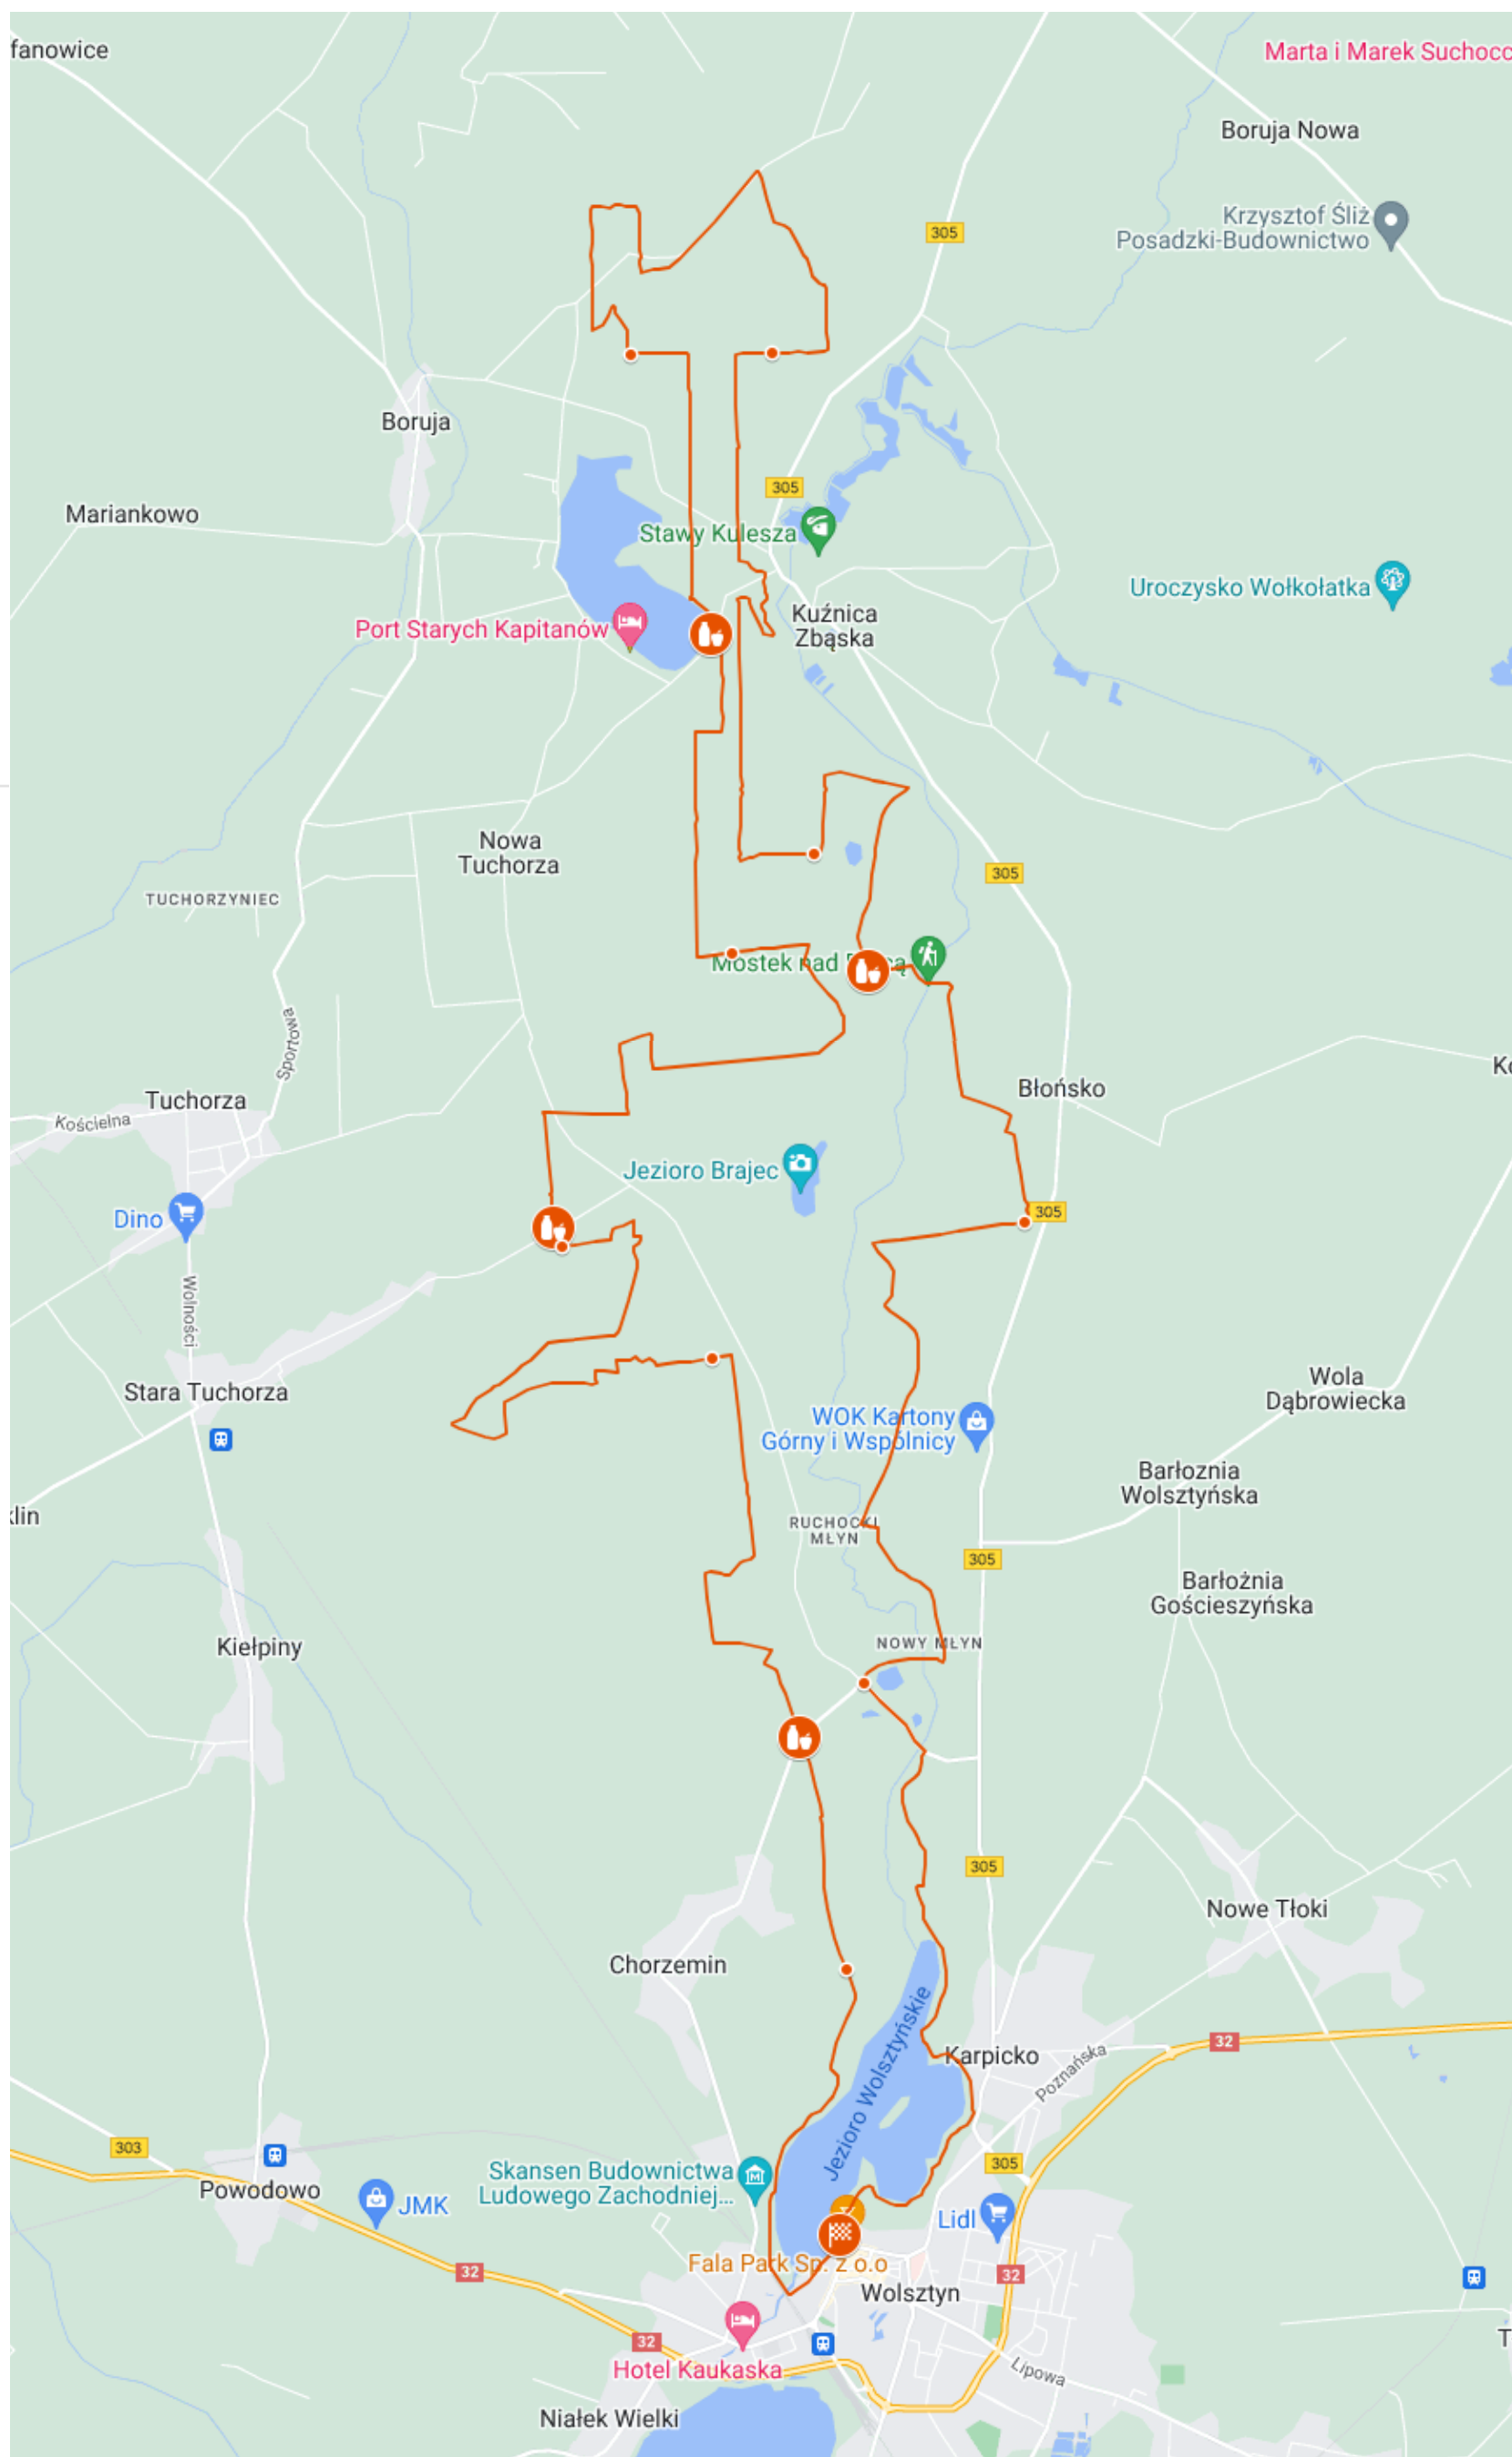 fanowice
Marta i Marek Suchocc
Boruja Nowa
Krzysztof Śliż
Posadzki-Budownictwo
305
Boruja
305
Mariankowo
Stawy Kulesza
Uroczysko Wołkołatka
Kuźnica
Zbąska
Port Starych Kapitanów
Nowa
Tuchorza
305
TUCHORZYNIEC
Mostek nad
Sportowa
Błońsko
Tuchorza
Kościelna
Jezioro Brajec
Dino
305
Wolności
Stara Tuchorza
Wola
Dąbrowiecka
WOK Kartony
Górny i Wspólnicy
Barłoznia
Wolsztyńska
klin
RUCHOCKI
MŁYN
305
Barłożnia
Gościeszyńska
Kiełpiny
NOWY MŁYN
305
Nowe Tłoki
Chorzemin
Jezioro Wolsztyńskie
32
Karpicko
Poznańska
303
305
Skansen Budownictwa
Ludowego Zachodniej...
Powodowo
JMK
Lidl
Fala Park Sp. z o.o
32
32
Wolsztyn
32
Hotel Kaukaska
Lipowa
Niałek Wielki